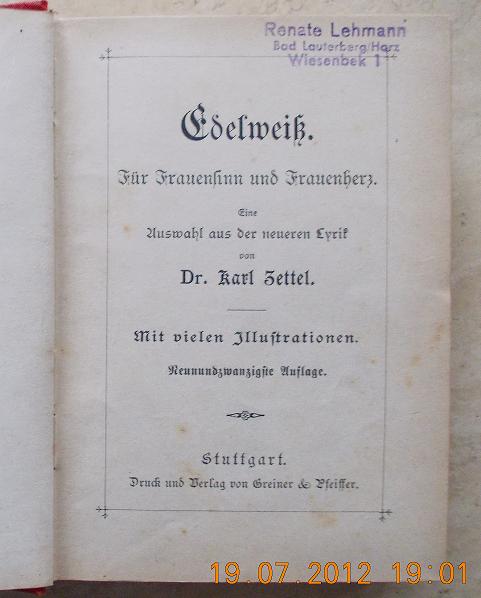 Renate Lehmann
Bad Lauterberg/Harz
Wiesenbek 1
Edelweiß.
Für Frauensinn und Frauenherz.
Eine
Auswahl aus der neueren Lyrik
von
Dr. Karl Zettel.
Mit vielen Illustrationen.
Neunundzwanzigste Auflage.
Stuttgart.
Druck und Verlag von Greiner & Pfeiffer.
19.07.2012 19:01